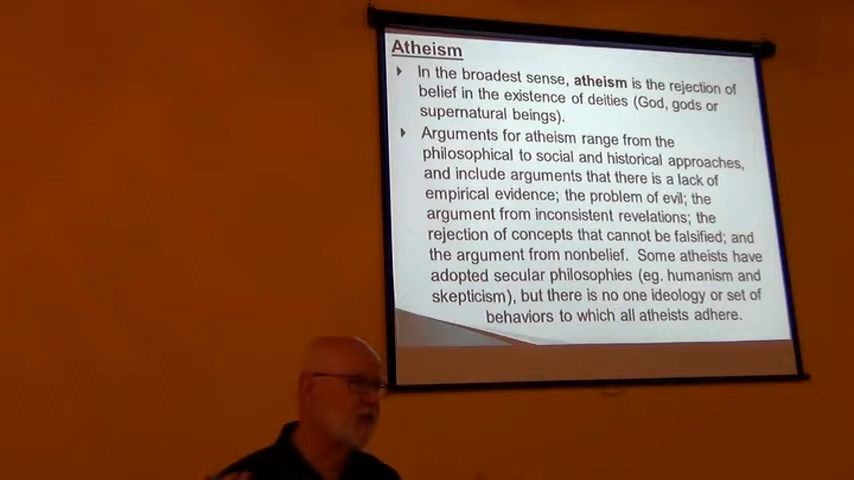 Atheism
In the broadest sense, atheism is the rejection of
belief in the existence of deities (God, gods or
supernatural beings).
Arguments for atheism range from the
philosophical to social and historical approaches,
and include arguments that there is a lack of
empirical evidence; the problem of evil; the
argument from inconsistent revelations; the
rejection of concepts that cannot be falsified; and
the argument from nonbelief. Some atheists have
adopted secular philosophies (eg. humanism and
skepticism), but there is no one ideology or set of
behaviors to which all atheists adhere.